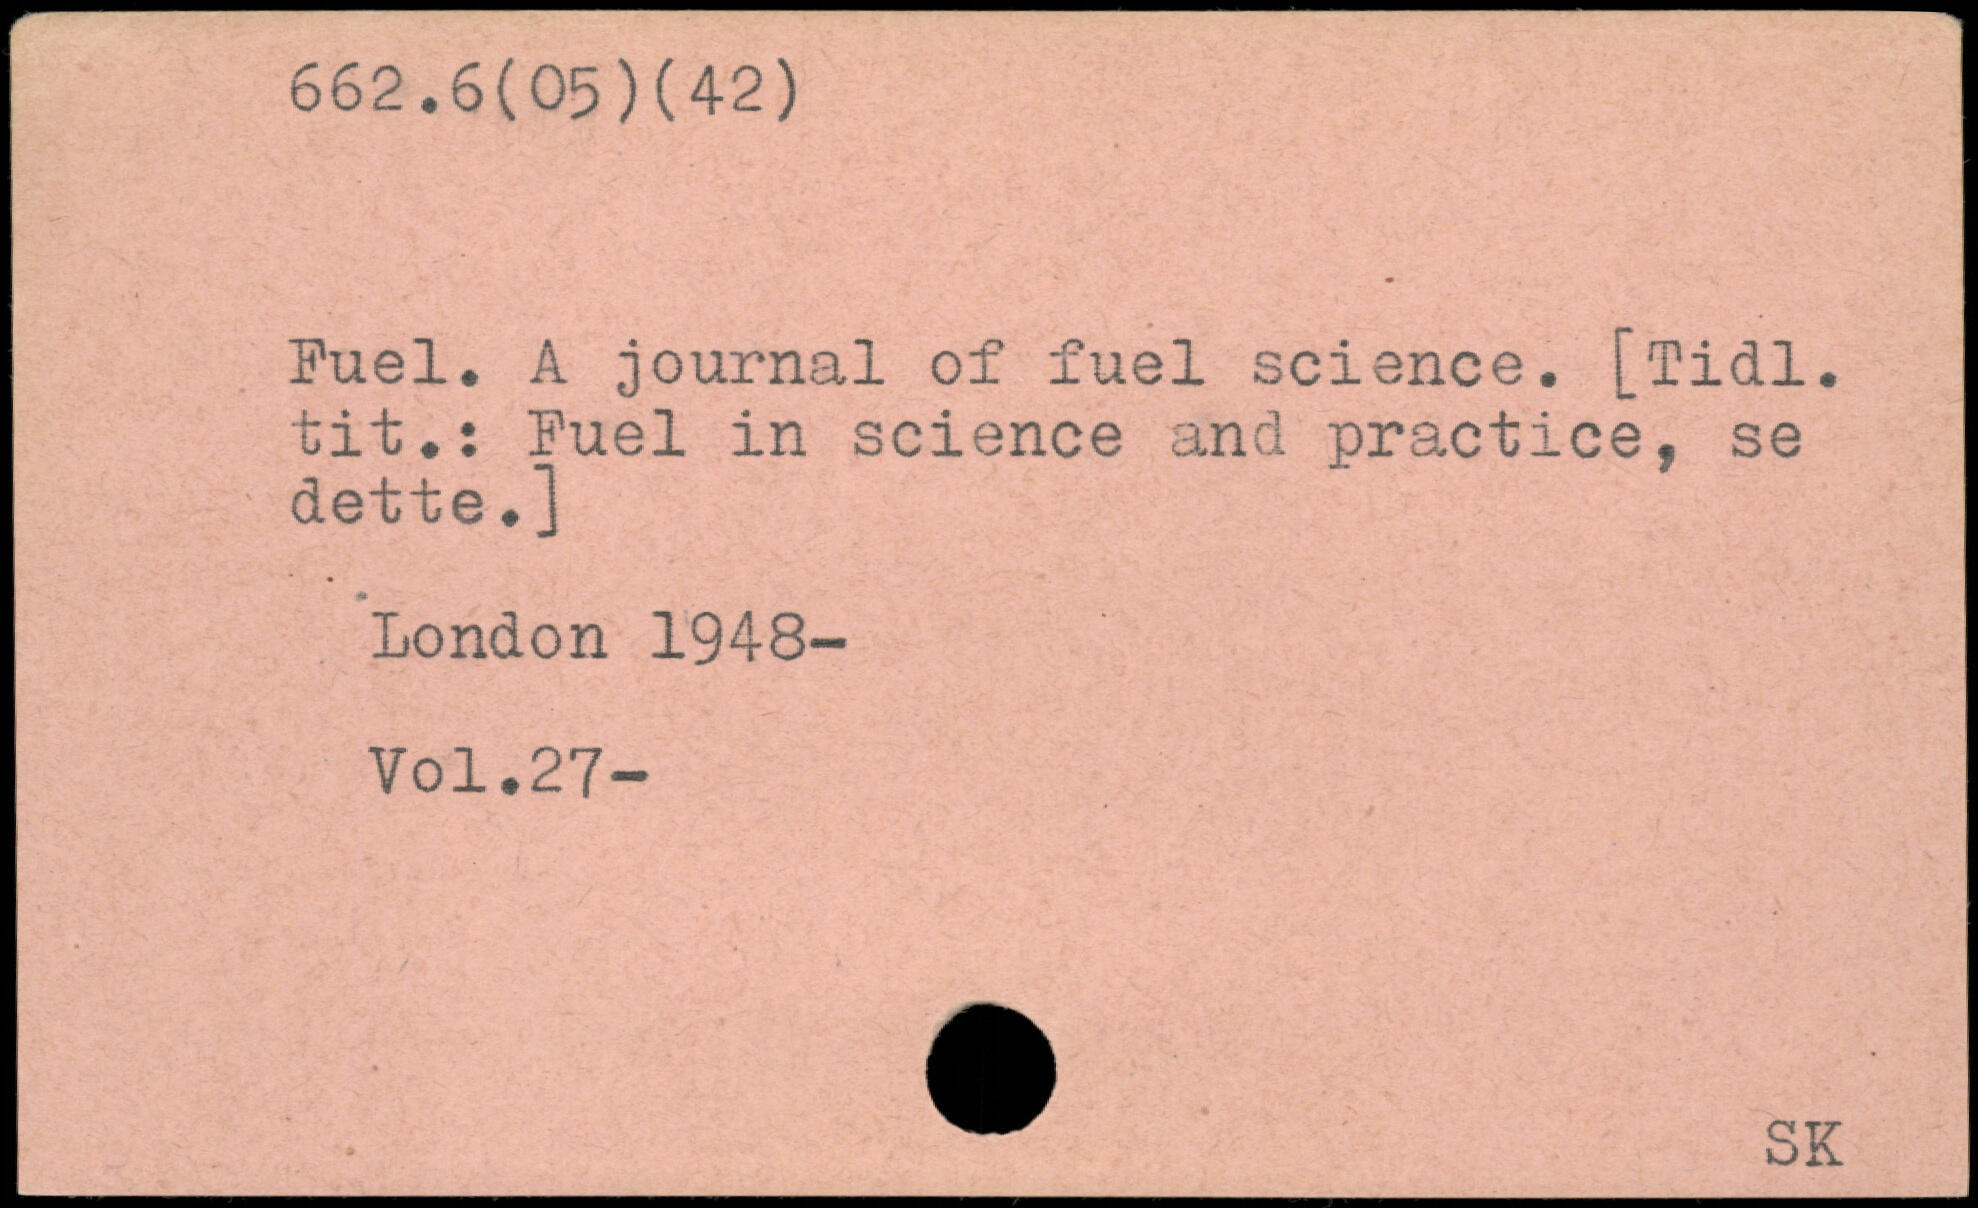 662.6(05)(42)
Fuel. A journal of fuel science. [Tidl.
tit.: Fuel in science and practice, se
dette.]
London 1948-
Vol.27-
SK